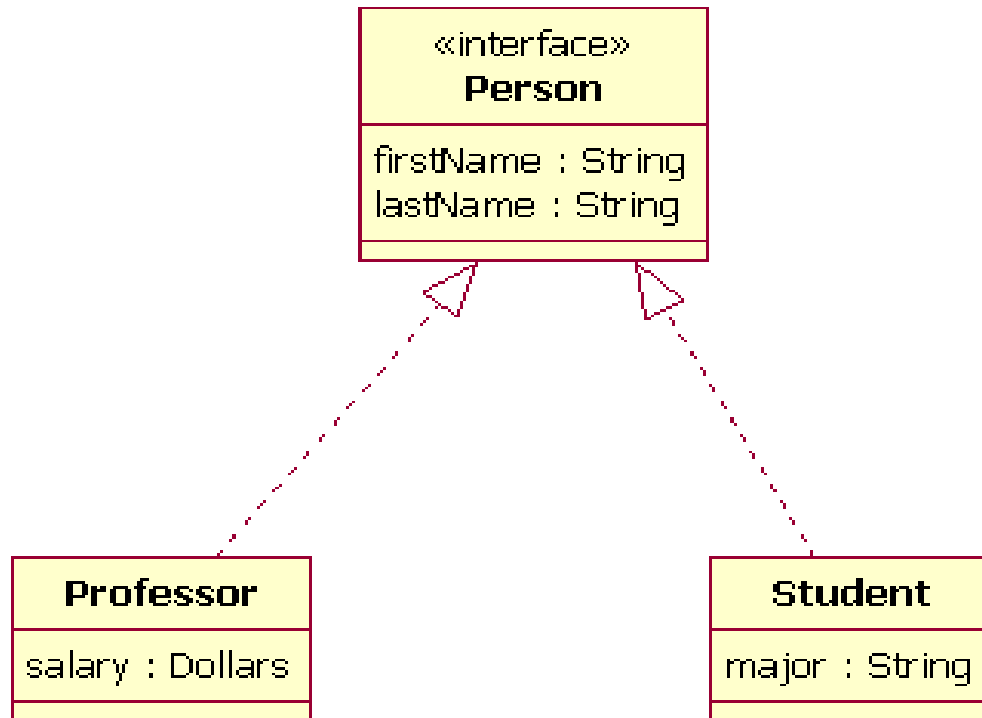 «interface»
Person
firstName : String
lastName : String
Professor
salary : Dollars
Student
major : String